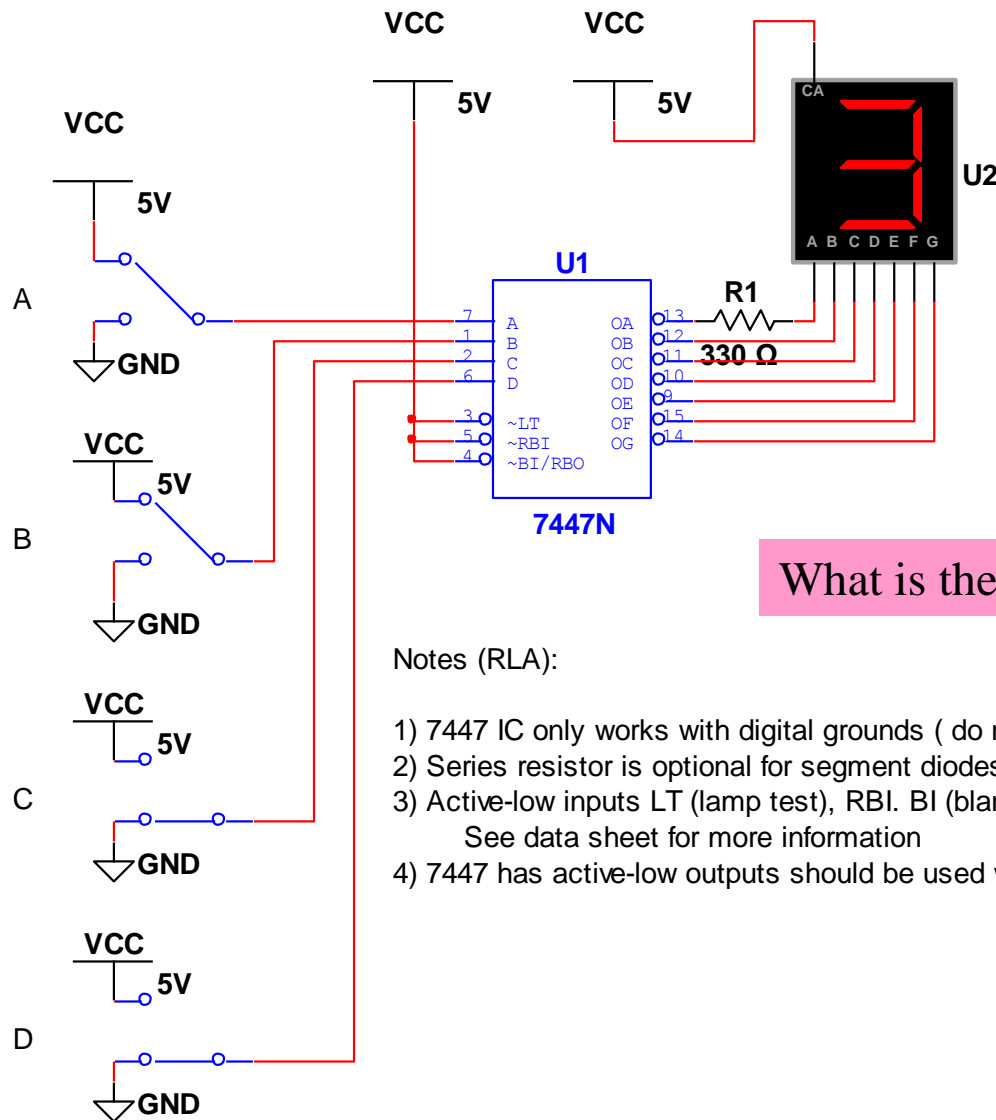 VCC
VCC
5V
5V
CA
VCC
5V
U2
A B C D E F G
U1
R1
A
7 A OA 13
1 B OB 12
330 Ω
2 C OC 11
6 D OD 10
OE 9
3 ~LT OF 15
5 ~RBI OG 14
4 ~BI/RBO
GND
VCC
5V
7447N
B
What is the
GND
Notes (RLA):
VCC
5V
1) 7447 IC only works with digital grounds ( do
2) Series resistor is optional for segment diodes
C
3) Active-low inputs LT (lamp test), RBI. BI
See data sheet for more information
GND
4) 7447 has active-low outputs should be used
VCC
5V
D
GND
3